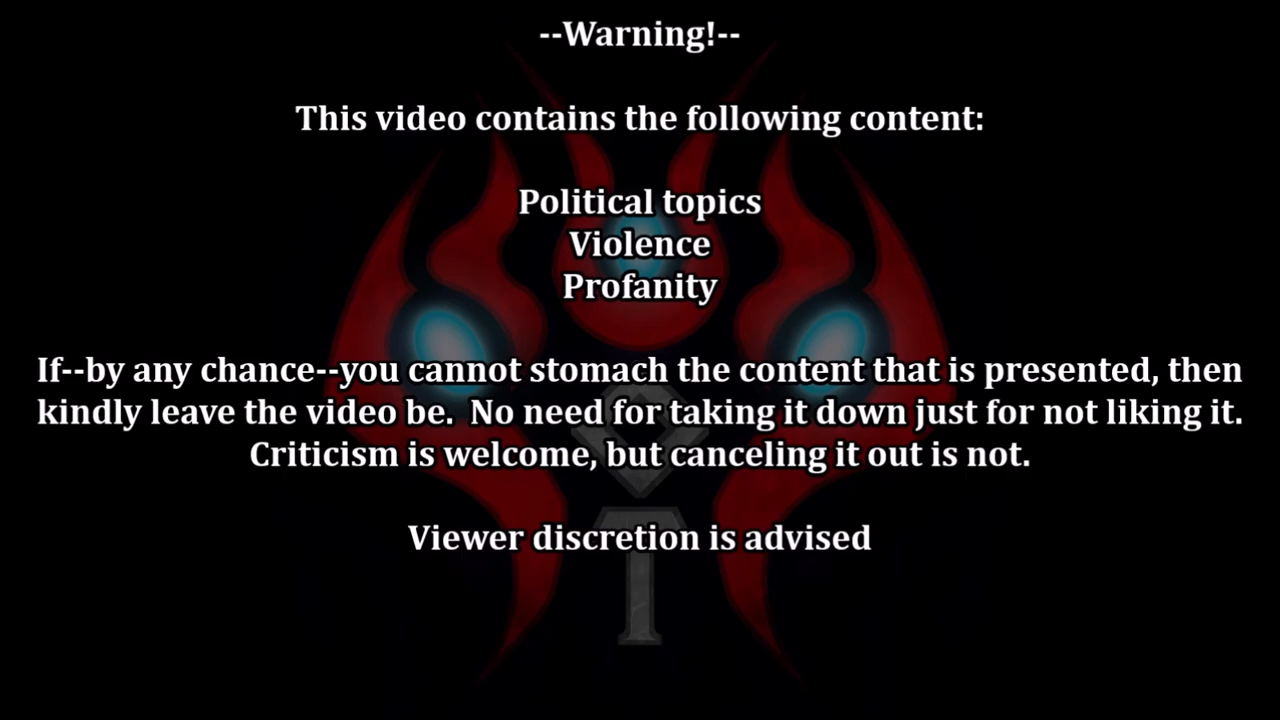 --Warning!--
This video contains the following content:
Political topics
Violence
Profanity
If--by any chance--you cannot stomach the content that is presented, then
kindly leave the video be.  No need for taking it down just for not liking it.
Criticism is welcome, but canceling it out is not.
Viewer discretion is advised